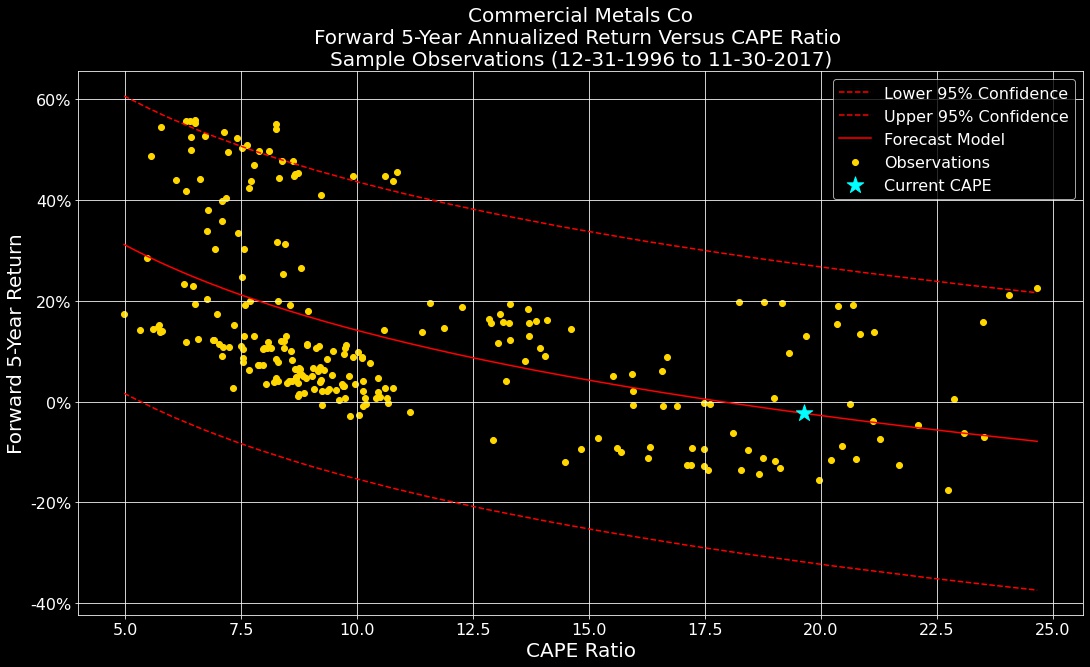 Commercial Metals Co
Forward 5-Year Annualized Return Versus CAPE Ratio
Sample Observations (12-31-1996 to 11-30-2017)
Lower 95% Confidence
Upper 95% Confidence
Forecast Model
Observations
Current CAPE
Forward 5-Year Return
60%
40%
20%
0%
-20%
-40%
5.0 7.5 10.0 12.5 15.0 17.5 20.0 22.5 25.0
CAPE Ratio